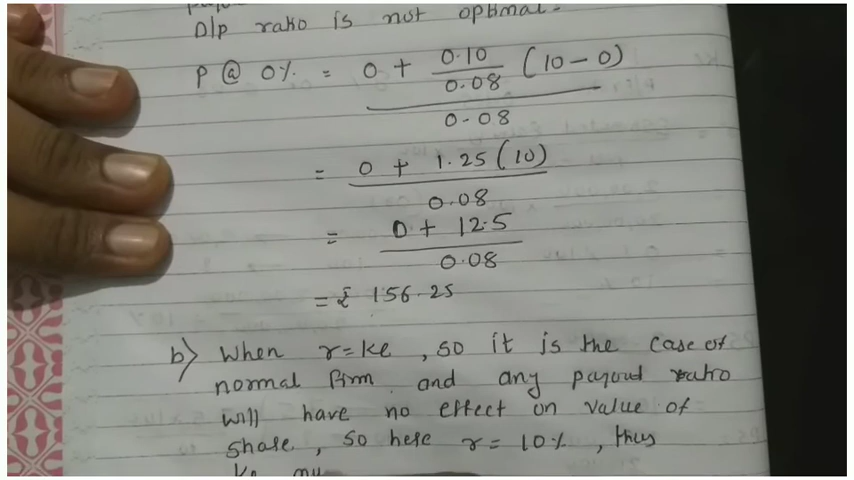 D/p ratio is not optimal.
P @ 0% = 0 + 0.10/0.08 (10 - 0)
0.08
= 0 + 1.25 (10)
0.08
= 0 + 12.5
0.08
= ₹ 156.25
b) When r = ke , so it is the case of
normal firm and any payout ratio
will have no effect on value of
share , so here r = 10% , thus